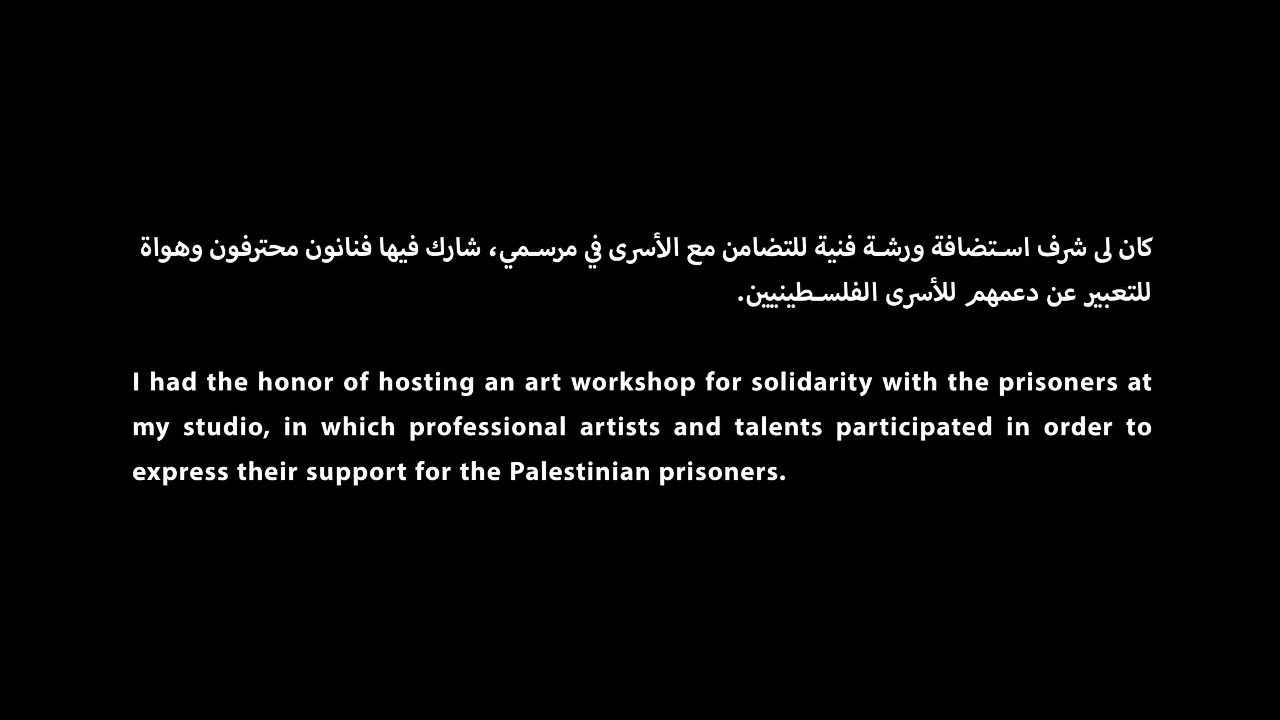 كان لى شرف استضافة ورشة فنية للتضامن مع الأسرى في مرسمي، شارك فيها فنانون محترفون وهواة
للتعبير عن دعمهم للأسرى الفلسطينيين.
I had the honor of hosting an art workshop for solidarity with the prisoners at
my studio, in which professional artists and talents participated in order to
express their support for the Palestinian prisoners.